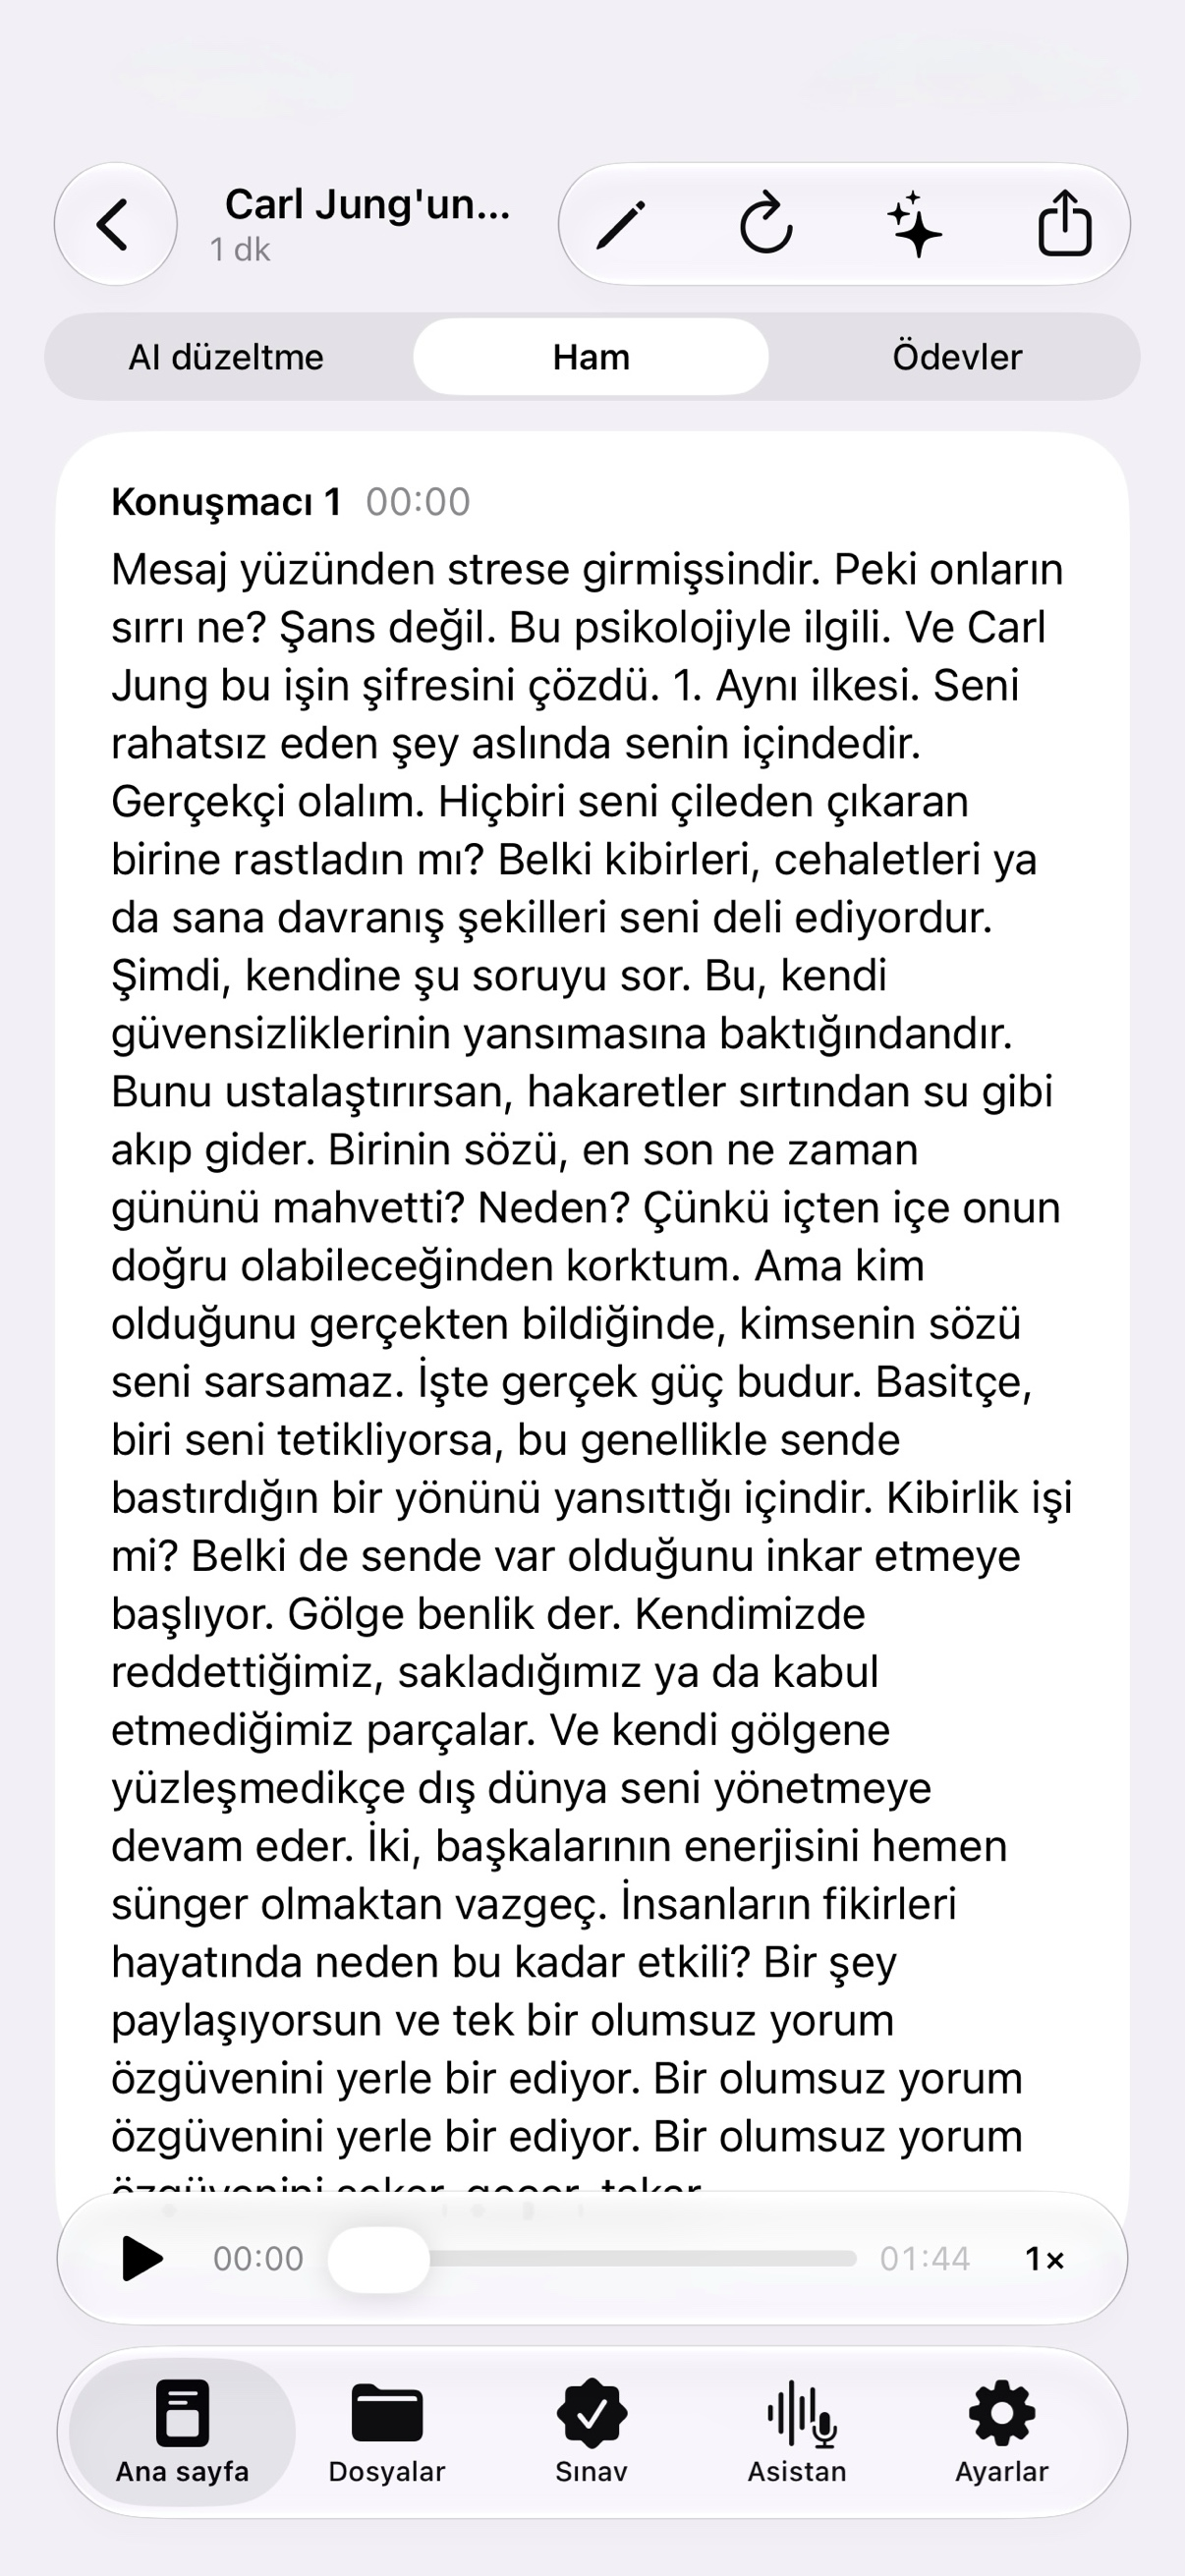 Carl Jung'un...
1 dk
AI düzeltme
Ham
Ödevler
Konuşmacı 1 00:00
Mesaj yüzünden strese girmişsindir. Peki onların
sırrı ne? Şans değil. Bu psikolojiyle ilgili. Ve Carl
Jung bu işin şifresini çözdü. 1. Aynı ilkesi. Seni
rahatsız eden şey aslında senin içindedir.
Gerçekçi olalım. Hiçbiri seni çileden çıkaran
birine rastladın mı? Belki kibirleri, cehaletleri ya
da sana davranış şekilleri seni deli ediyordur.
Şimdi, kendine şu soruyu sor. Bu, kendi
güvensizliklerinin yansımasına baktığındandır.
Bunu ustalaştırırsan, hakaretler sırtından su gibi
akıp gider. Birinin sözü, en son ne zaman
gününü mahvetti? Neden? Çünkü içten içe onun
doğru olabileceğinden korktum. Ama kim
olduğunu gerçekten bildiğinde, kimsenin sözü
seni sarsamaz. İşte gerçek güç budur. Basitçe,
biri seni tetikliyorsa, bu genellikle sende
bastırdığın bir yönünü yansıttığı içindir. Kibirlik işi
mi? Belki de sende var olduğunu inkar etmeye
başlıyor. Gölge benlik der. Kendimizde
reddettiğimiz, sakladığımız ya da kabul
etmediğimiz parçalar. Ve kendi gölgene
yüzleşmedikçe dış dünya seni yönetmeye
devam eder. İki, başkalarının enerjisini hemen
sünger olmaktan vazgeç. İnsanların fikirleri
hayatında neden bu kadar etkili? Bir şey
paylaşıyorsun ve tek bir olumsuz yorum
özgüvenini yerle bir ediyor. Bir olumsuz yorum
özgüvenini yerle bir ediyor. Bir olumsuz yorum
özgüvenini
00:00
01:44
1×
Ana sayfa
Dosyalar
Sınav
Asistan
Ayarlar